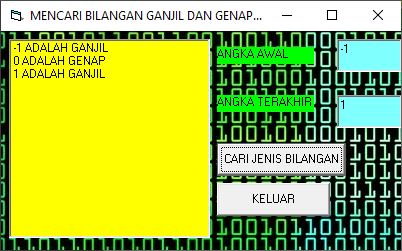 MENCARI BILANGAN GANJIL DAN GENAP...
-1 ADALAH GANJIL
0 ADALAH GENAP
1 ADALAH GANJIL
ANGKA AWAL
-1
ANGKA TERAKHIR
1
CARI JENIS BILANGAN
KELUAR